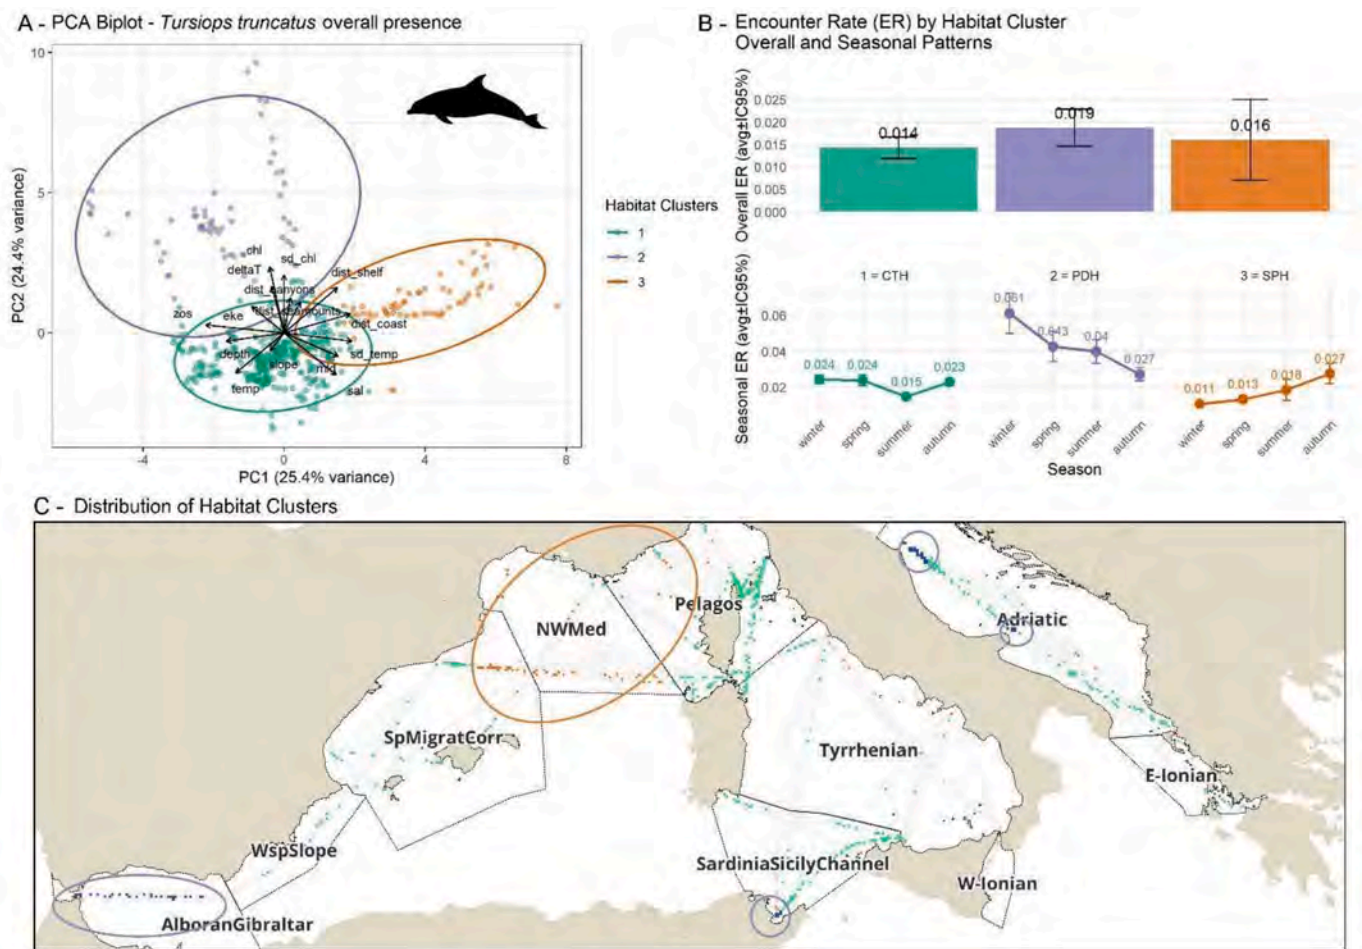 A - PCA Biplot - Tursiops truncatus overall presence
10
5
0
PC2 (24.4% variance)
chl
sd_chl
deltaT
dist_shelf
dist_canyons
dist_seamounts
zos
eke
dist_coast
depth
sd_temp
slope
mld
temp
sal
-4
0
4
8
PC1 (25.4% variance)
Habitat Clusters
1
2
3
B - Encounter Rate (ER) by Habitat Cluster
Overall and Seasonal Patterns
Overall ER (avg±IC95%)
0.025
0.020
0.015
0.010
0.005
0.000
0.014
0.019
0.016
Seasonal ER (avg±IC95%)
1 = CTH
2 = PDH
3 = SPH
0.06
0.04
0.02
0.024
0.024
0.015
0.023
0.061
0.043
0.04
0.027
0.011
0.013
0.018
0.027
winter
spring
summer
autumn
winter
spring
summer
autumn
winter
spring
summer
autumn
Season
C - Distribution of Habitat Clusters
Pelagos
NWMed
Adriatic
SpMigratCorr
Tyrrhenian
E-Ionian
WspSlope
SardiniaSicilyChannel
W-Ionian
AlboranGibraltar